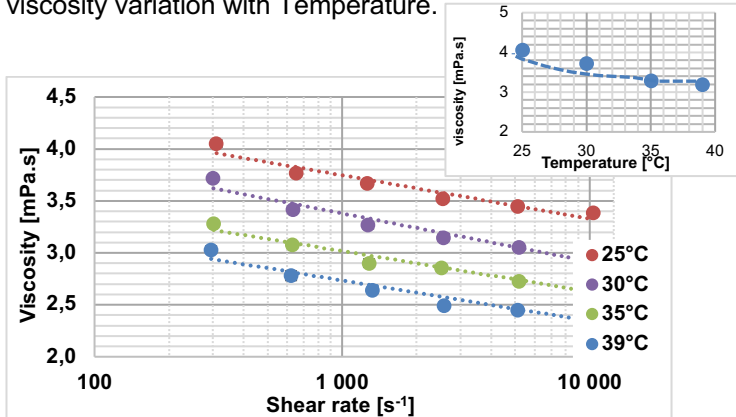 viscosity variation with Temperature.
5
4
3
2
viscosity [mPa.s]
25 30 35 40
Temperature [°C]
4,5
4,0
3,5
3,0
2,5
2,0
Viscosity [mPa.s]
25°C
30°C
35°C
39°C
100 1 000 10 000
Shear rate [s⁻¹]